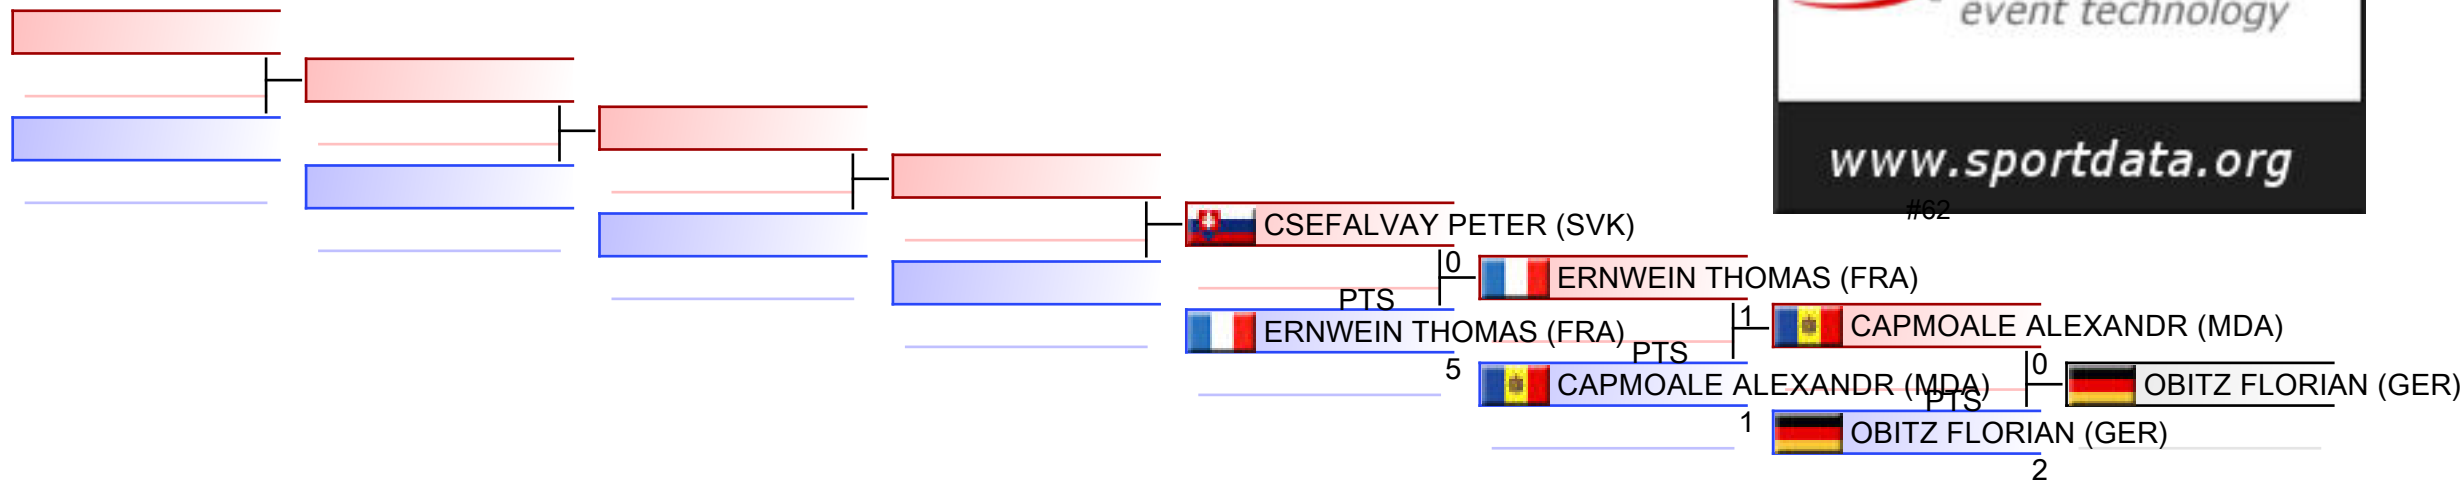 event technology
www.sportdata.org
#62
CSEFALVAY PETER (SVK)
0
PTS
ERNWEIN THOMAS (FRA)
5
ERNWEIN THOMAS (FRA)
1
PTS
CAPMOALE ALEXANDR (MDA)
1
CAPMOALE ALEXANDR (MDA)
0
PTS
OBITZ FLORIAN (GER)
2
OBITZ FLORIAN (GER)